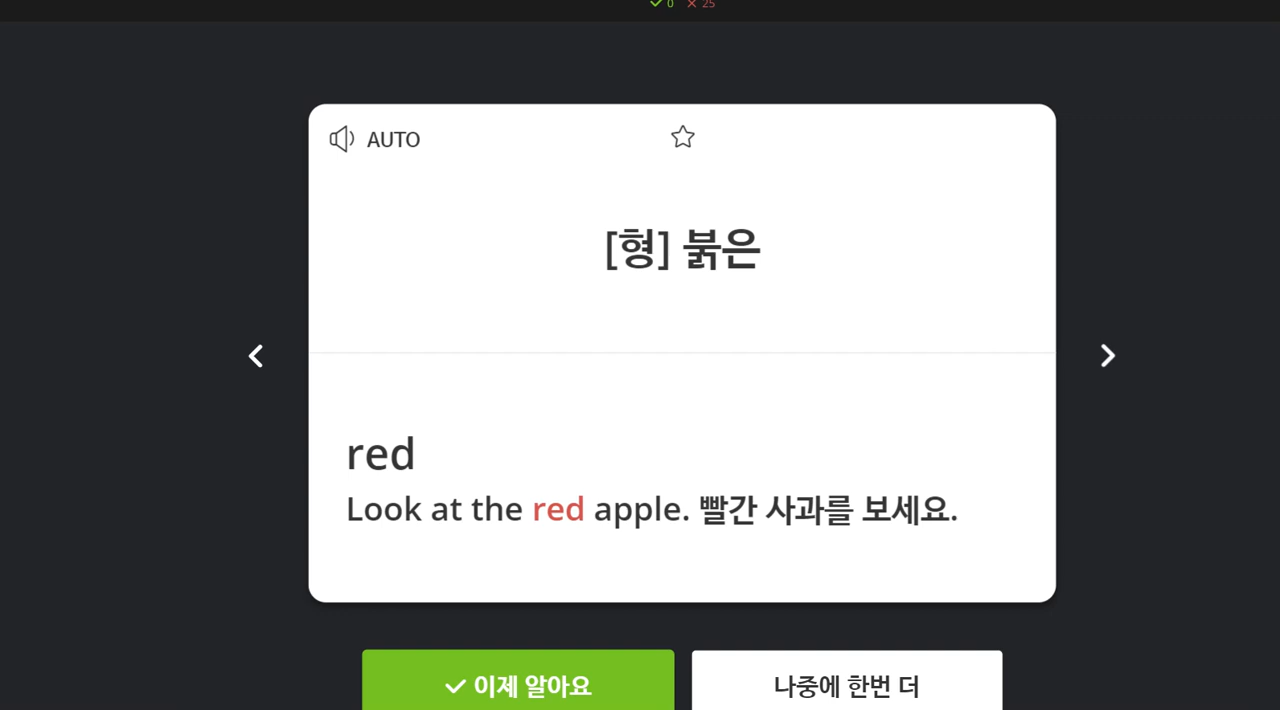 0 25
AUTO
[형] 붉은
red
Look at the red apple. 빨간 사과를 보세요.
이제 알아요
나중에 한번 더